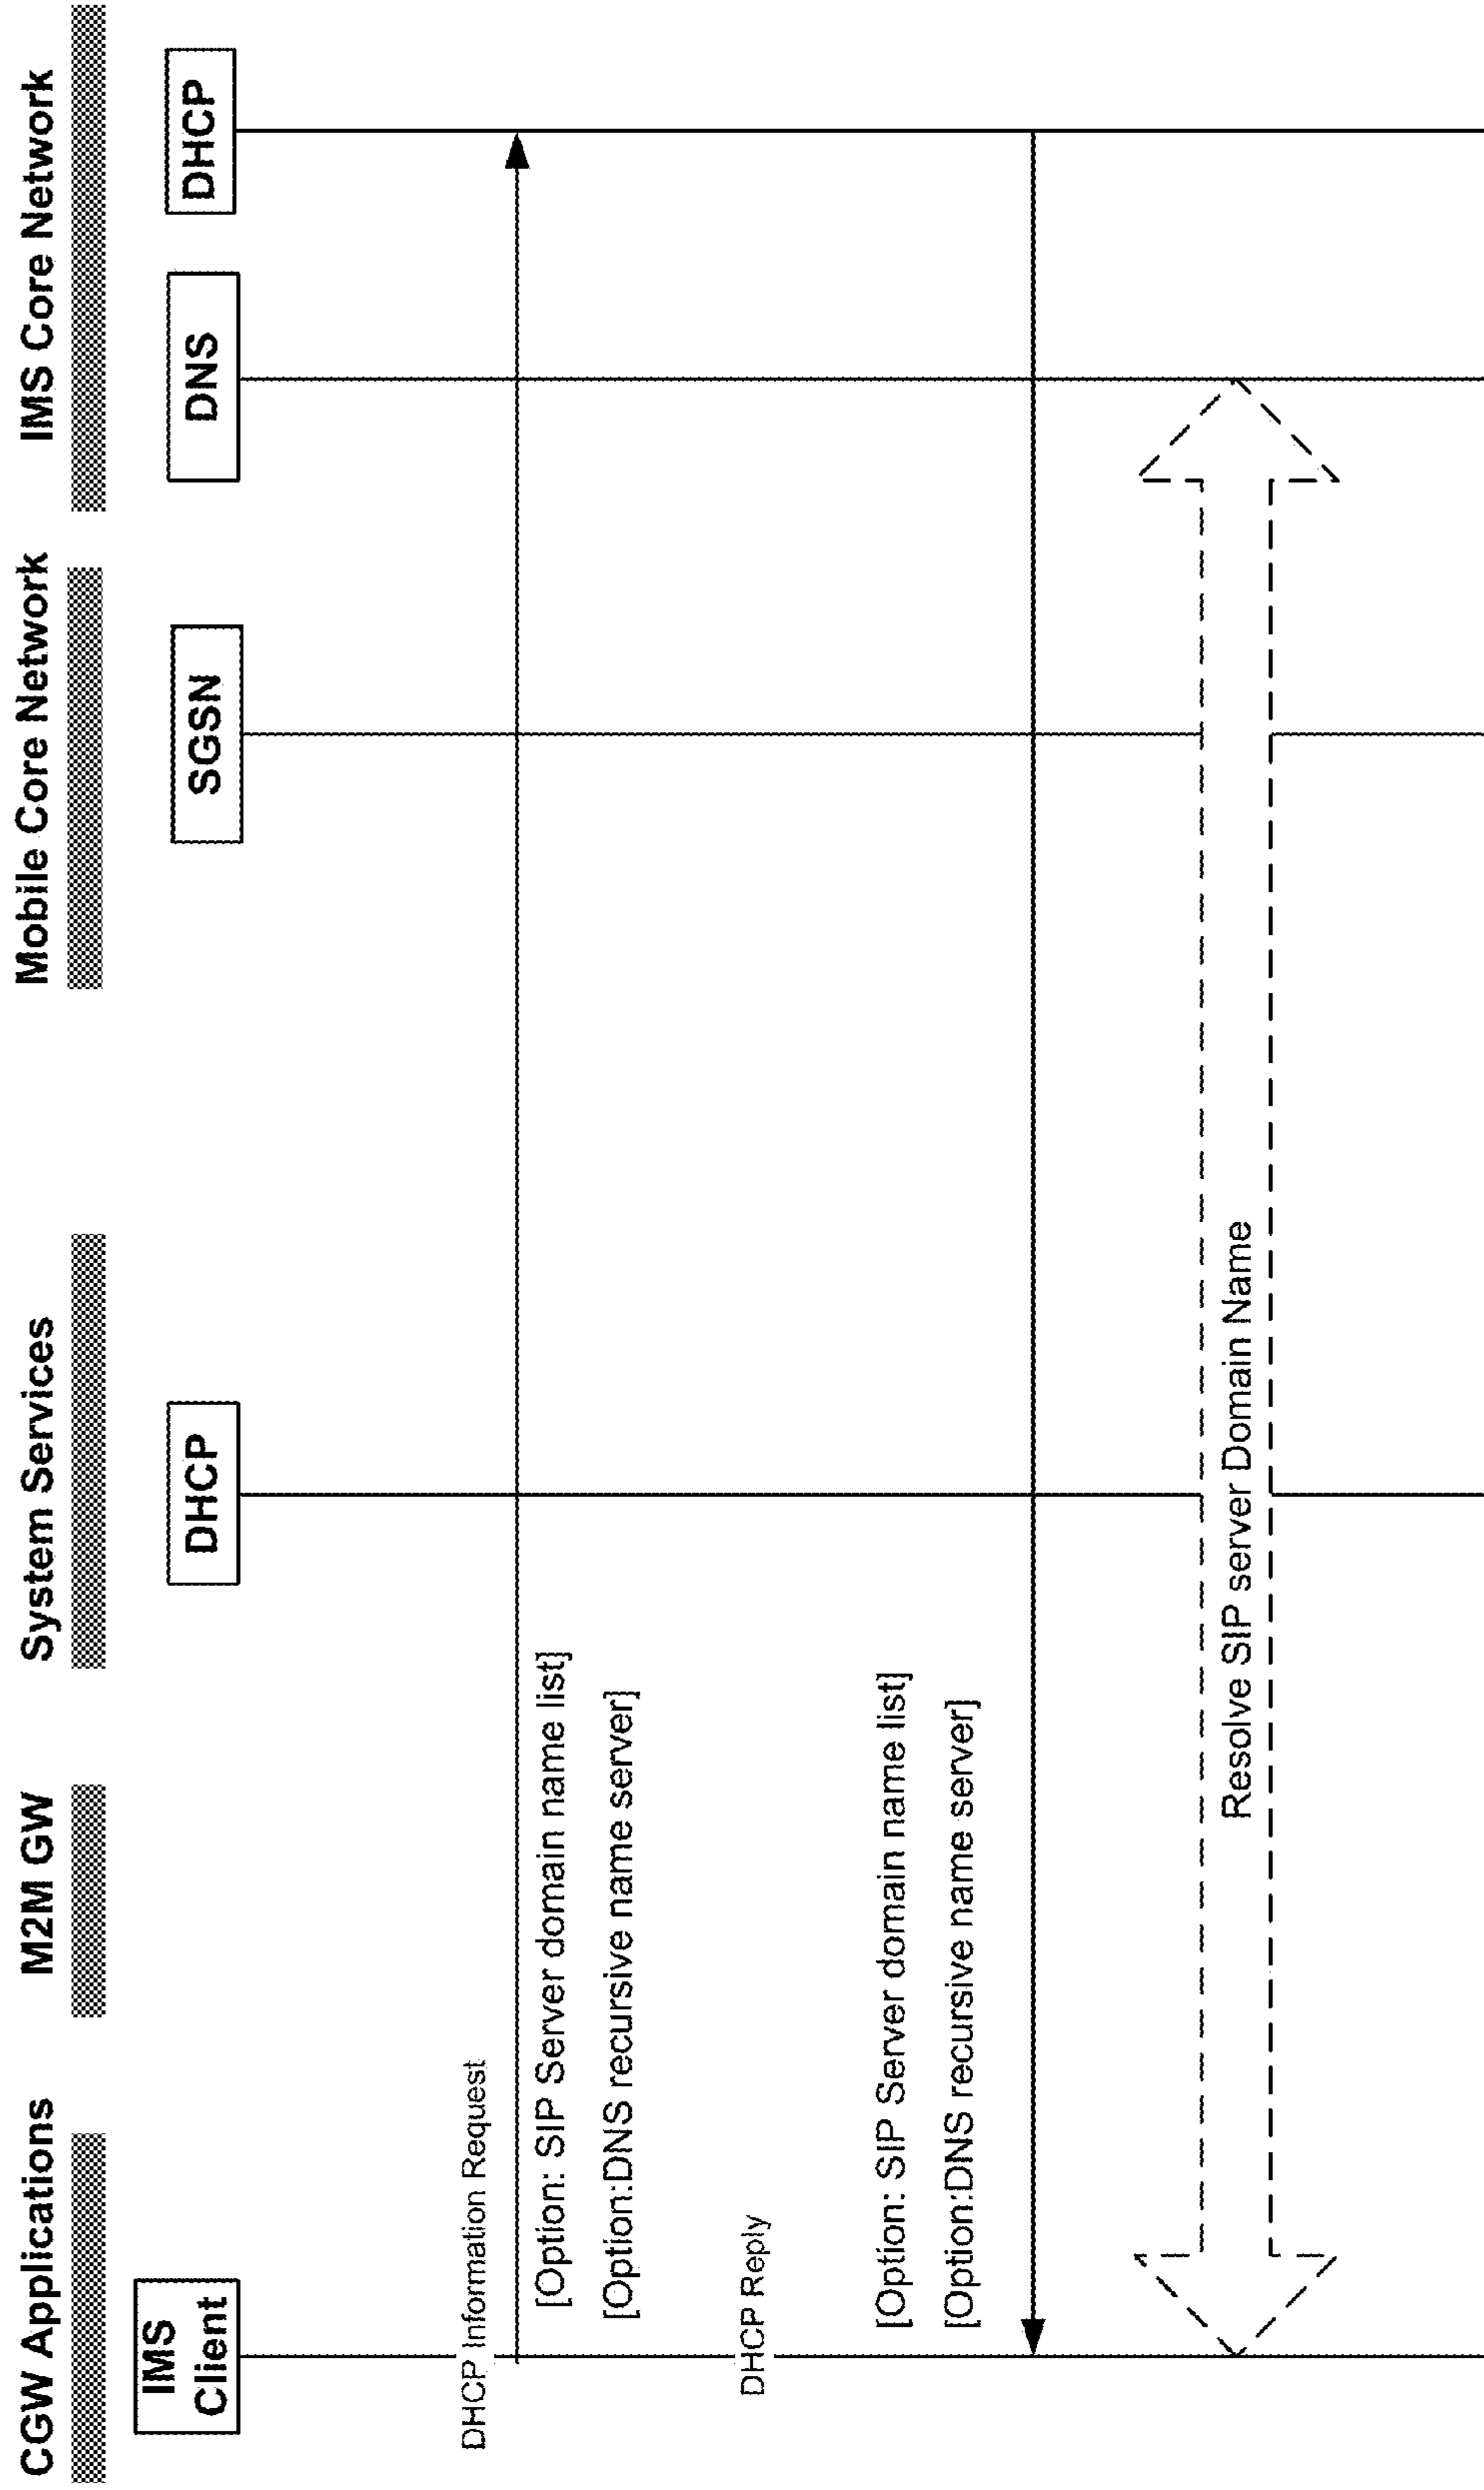 CGW Applications
M2M GW
System Services
Mobile Core Network
IMS Core Network
IMS
Client
DHCP
SGSN
DNS
DHCP
DHCP Information Request
[Option: SIP Server domain name list]
[Option:DNS recursive name server]
DHCP Reply
[Option: SIP Server domain name list]
[Option:DNS recursive name server]
Resolve SIP server Domain Name